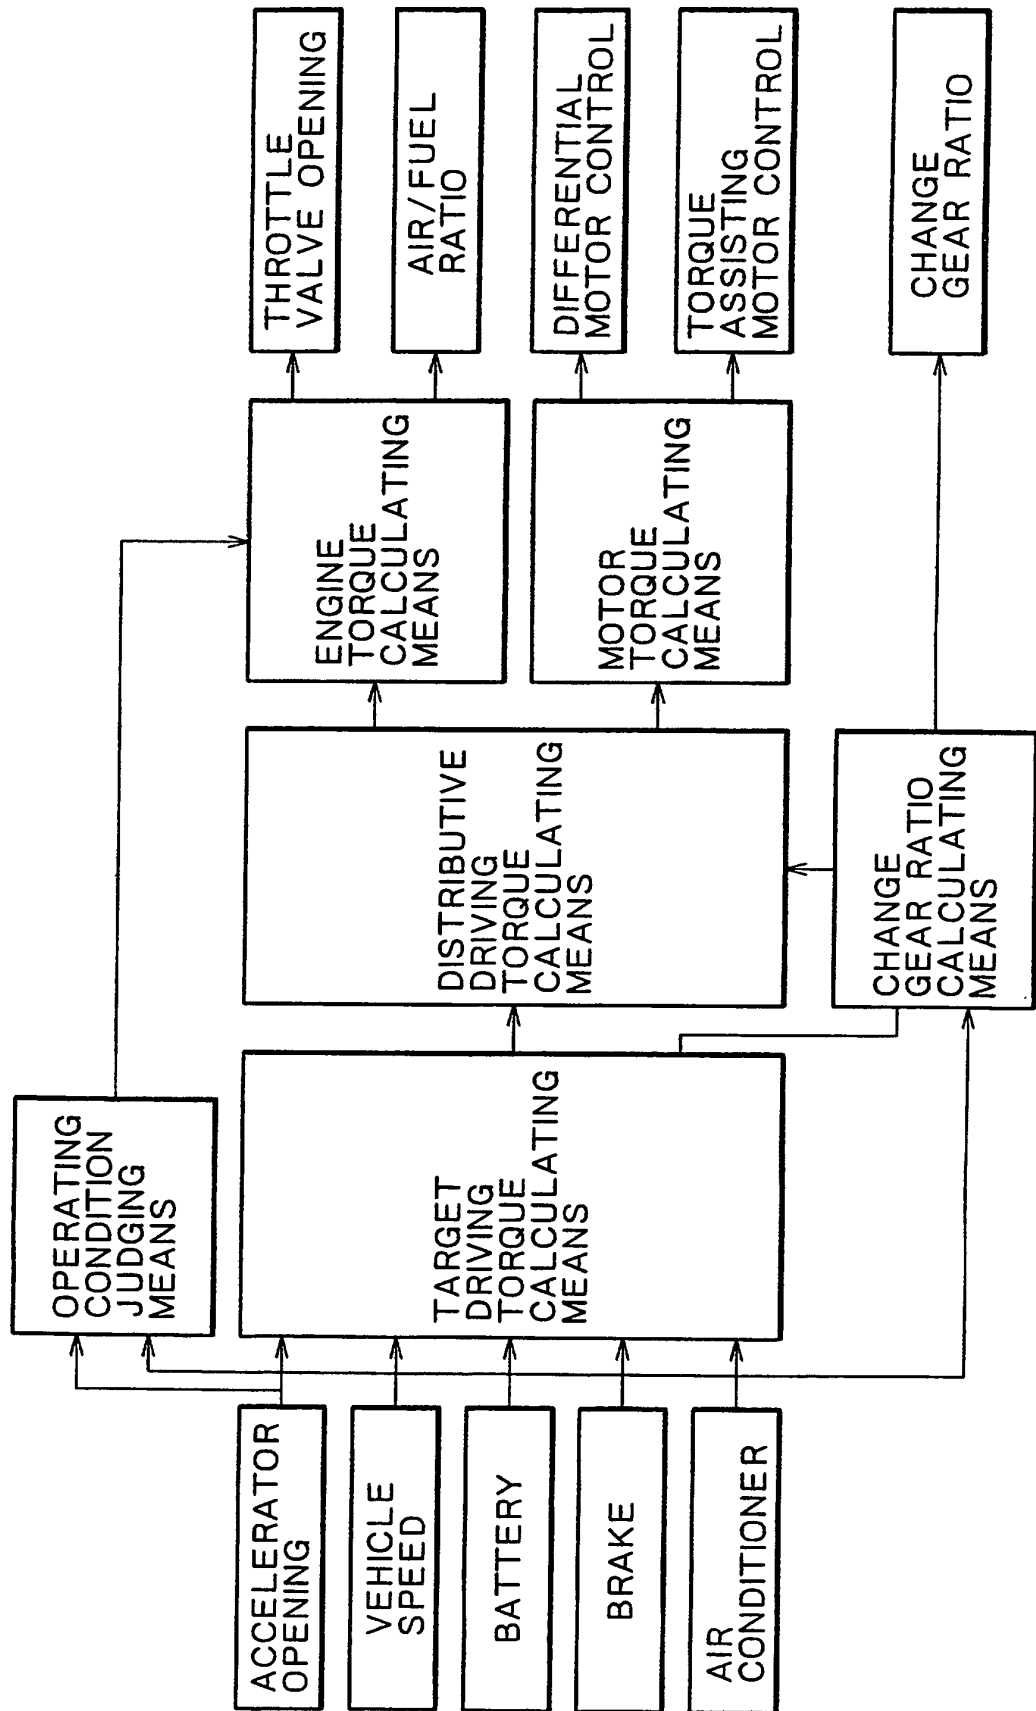 ACCELERATOR
OPENING
VEHICLE
SPEED
BATTERY
BRAKE
AIR
CONDITIONER
OPERATING
CONDITION
JUDGING
MEANS
TARGET
DRIVING
TORQUE
CALCULATING
MEANS
DISTRIBUTIVE
DRIVING
TORQUE
CALCULATING
MEANS
CHANGE
GEAR RATIO
CALCULATING
MEANS
ENGINE
TORQUE
CALCULATING
MEANS
MOTOR
TORQUE
CALCULATING
MEANS
THROTTLE
VALVE OPENING
AIR/FUEL
RATIO
DIFFERENTIAL
MOTOR CONTROL
TORQUE
ASSISTING
MOTOR CONTROL
CHANGE
GEAR RATIO